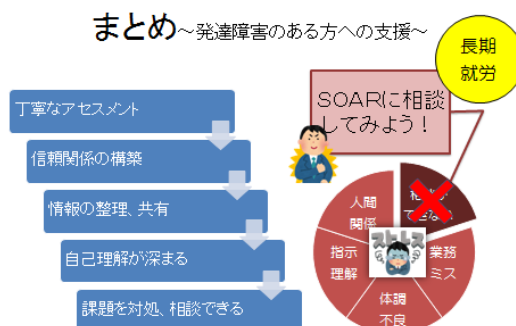 まとめ～発達障害のある方への支援～
長期
就労
SOARに相談
してみよう！
丁寧なアセスメント
信頼関係の構築
情報の整理、共有
自己理解が深まる
課題を対処、相談できる
人間
関係
指示
理解
ストレス
業務
ミス
体調
不良